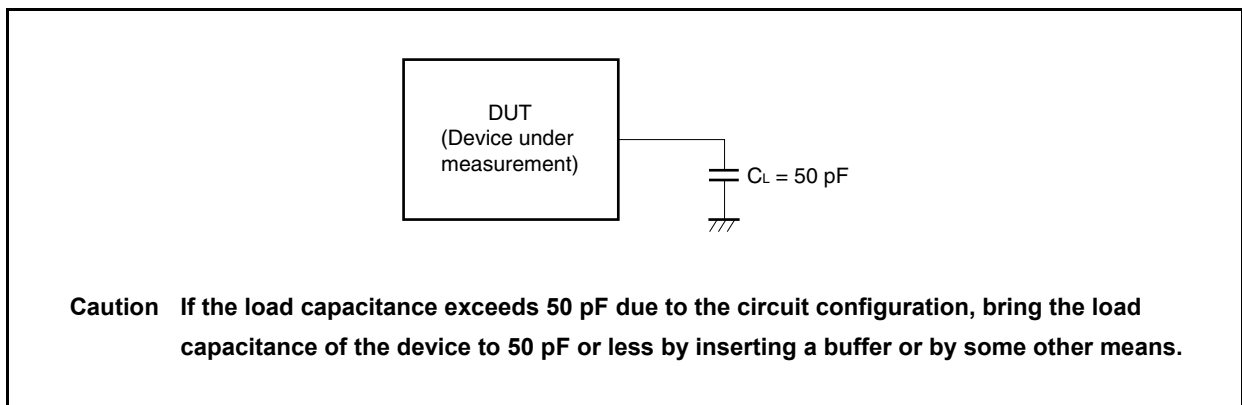 DUT
(Device under
measurement)
CL = 50 pF
Caution If the load capacitance exceeds 50 pF due to the circuit configuration, bring the load
capacitance of the device to 50 pF or less by inserting a buffer or by some other means.